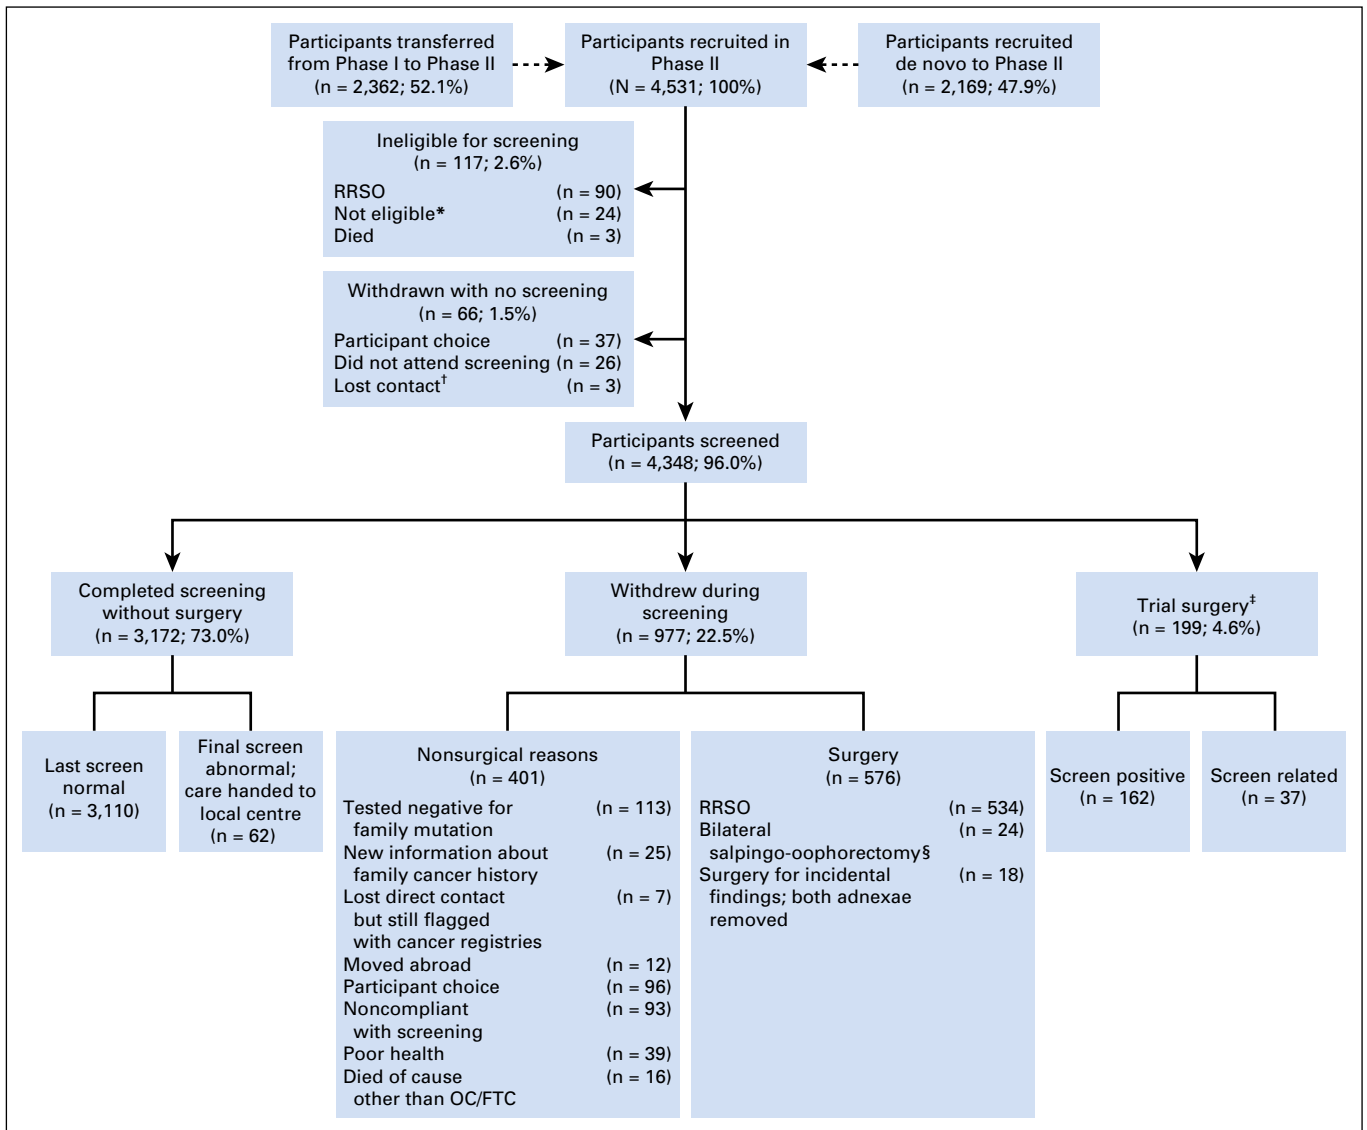 Participants transferred
from Phase I to Phase II
(n = 2,362; 52.1%)
Participants recruited in
Phase II
(N = 4,531; 100%)
Participants recruited
de novo to Phase II
(n = 2,169; 47.9%)
Ineligible for screening
(n = 117; 2.6%)
RRSO (n = 90)
Not eligible* (n = 24)
Died (n = 3)
Withdrawn with no screening
(n = 66; 1.5%)
Participant choice (n = 37)
Did not attend screening (n = 26)
Lost contact† (n = 3)
Participants screened
(n = 4,348; 96.0%)
Completed screening
without surgery
(n = 3,172; 73.0%)
Withdrew during
screening
(n = 977; 22.5%)
Trial surgery‡
(n = 199; 4.6%)
Last screen
normal
(n = 3,110)
Final screen
abnormal;
care handed to
local centre
(n = 62)
Nonsurgical reasons
(n = 401)
Tested negative for (n = 113)
family mutation
New information about (n = 25)
family cancer history
Lost direct contact (n = 7)
but still flagged
with cancer registries
Moved abroad (n = 12)
Participant choice (n = 96)
Noncompliant (n = 93)
with screening
Poor health (n = 39)
Died of cause (n = 16)
other than OC/FTC
Surgery
(n = 576)
RRSO (n = 534)
Bilateral (n = 24)
salpingo-oophorectomy§
Surgery for incidental (n = 18)
findings; both adnexae
removed
Screen positive
(n = 162)
Screen related
(n = 37)